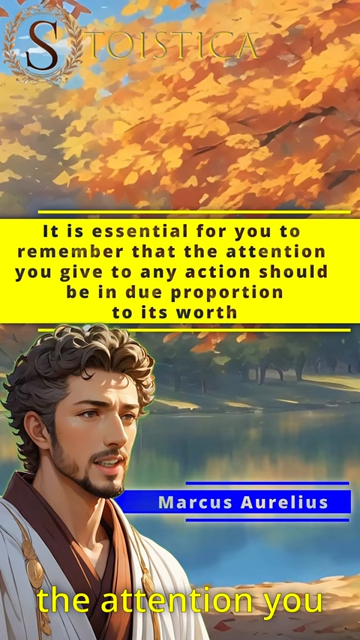 STOISTICA
It is essential for you to
remember that the attention
you give to any action should
be in due proportion
to its worth
Marcus Aurelius
the attention you